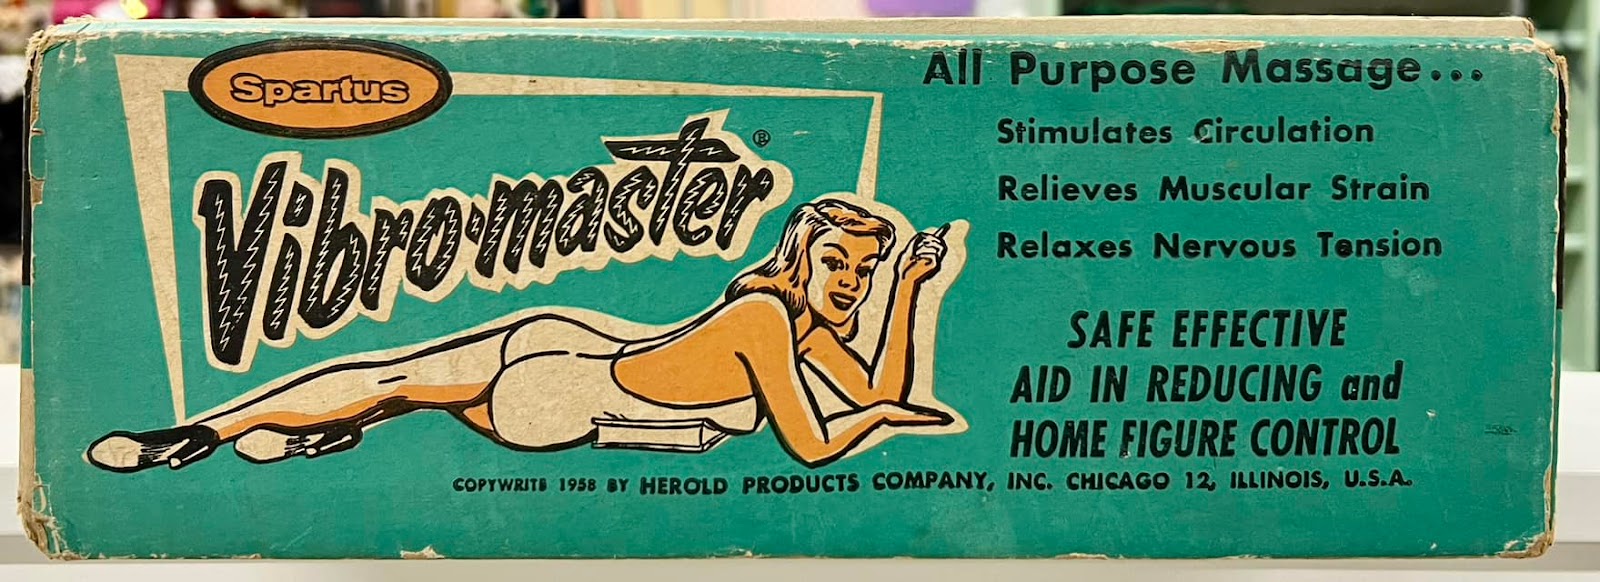 Spartus
Vibro-master®
All Purpose Massage...
Stimulates Circulation
Relieves Muscular Strain
Relaxes Nervous Tension
SAFE EFFECTIVE
AID IN REDUCING and
HOME FIGURE CONTROL
COPYWRITE 1958 BY HEROLD PRODUCTS COMPANY, INC. CHICAGO 12, ILLINOIS, U.S.A.